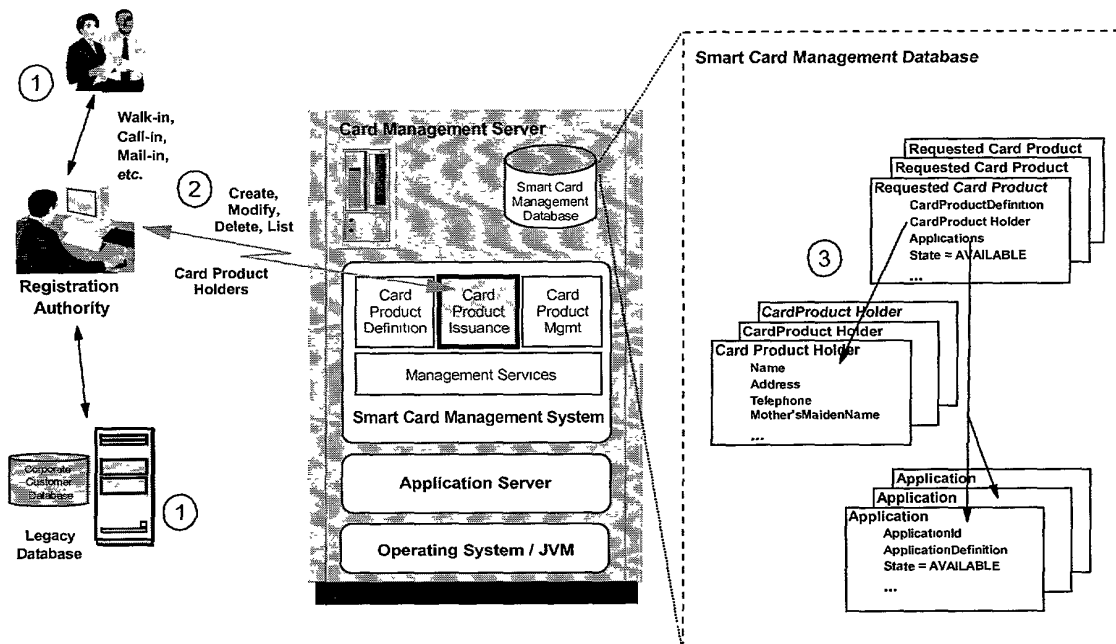 1
Walk-in,
Call-in,
Mail-in,
etc.
2
Create,
Modify,
Delete, List
Card Product
Holders
Registration
Authority
Corporate
Customer
Database
Legacy
Database
1
Card Management Server
Smart Card
Management
Database
Card
Product
Definition
Card
Product
Issuance
Card
Product
Mgmt
Management Services
Smart Card Management System
Application Server
Operating System / JVM
Smart Card Management Database
Requested Card Product
Requested Card Product
Requested Card Product
CardProductDefinition
CardProduct Holder
Applications
State = AVAILABLE
...
3
CardProduct Holder
CardProduct Holder
Card Product Holder
Name
Address
Telephone
Mother'sMaidenName
...
Application
Application
Application
ApplicationId
ApplicationDefinition
State = AVAILABLE
...